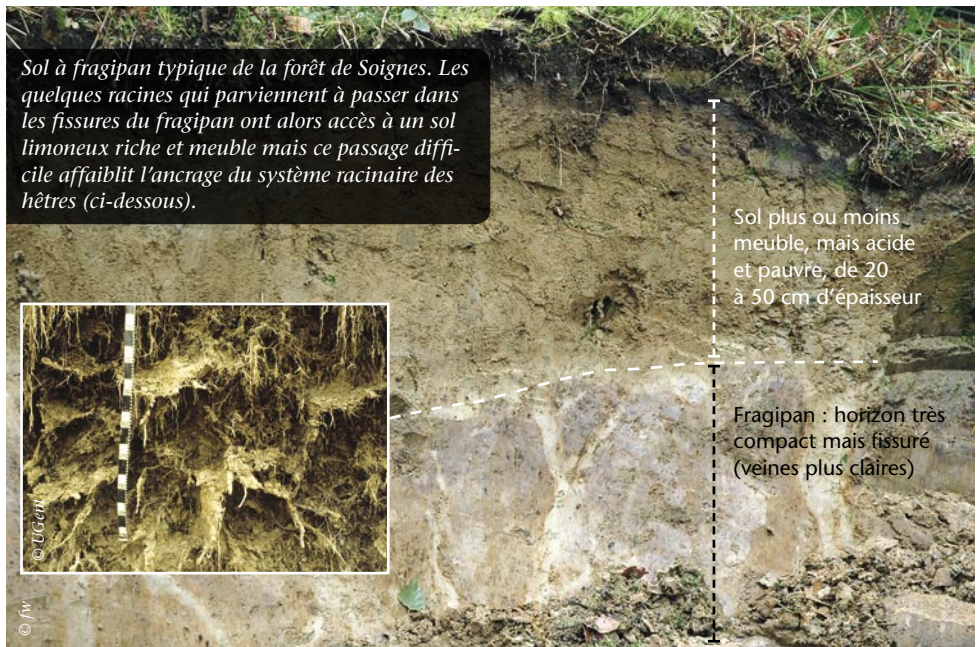 Sol à fragipan typique de la forêt de Soignes. Les
quelques racines qui parviennent à passer dans
les fissures du fragipan ont alors accès à un sol
limoneux riche et meuble mais ce passage diffi-
cile affaiblit l'ancrage du système racinaire des
hêtres (ci-dessous).
Sol plus ou moins
meuble, mais acide
et pauvre, de 20
à 50 cm d'épaisseur
Fragipan : horizon très
compact mais fissuré
(veines plus claires)
© UGent
© fw